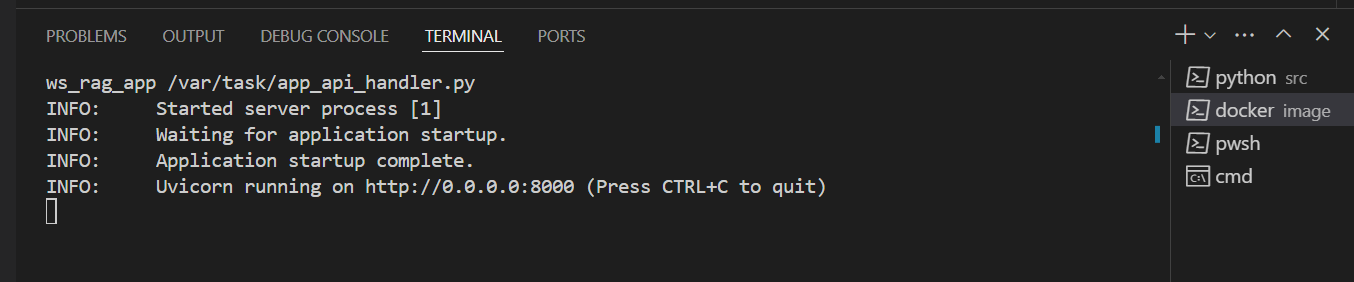 PROBLEMS OUTPUT DEBUG CONSOLE TERMINAL PORTS
ws_rag_app /var/task/app_api_handler.py
INFO:     Started server process [1]
INFO:     Waiting for application startup.
INFO:     Application startup complete.
INFO:     Uvicorn running on http://0.0.0.0:8000 (Press CTRL+C to quit)
python src
docker image
pwsh
cmd